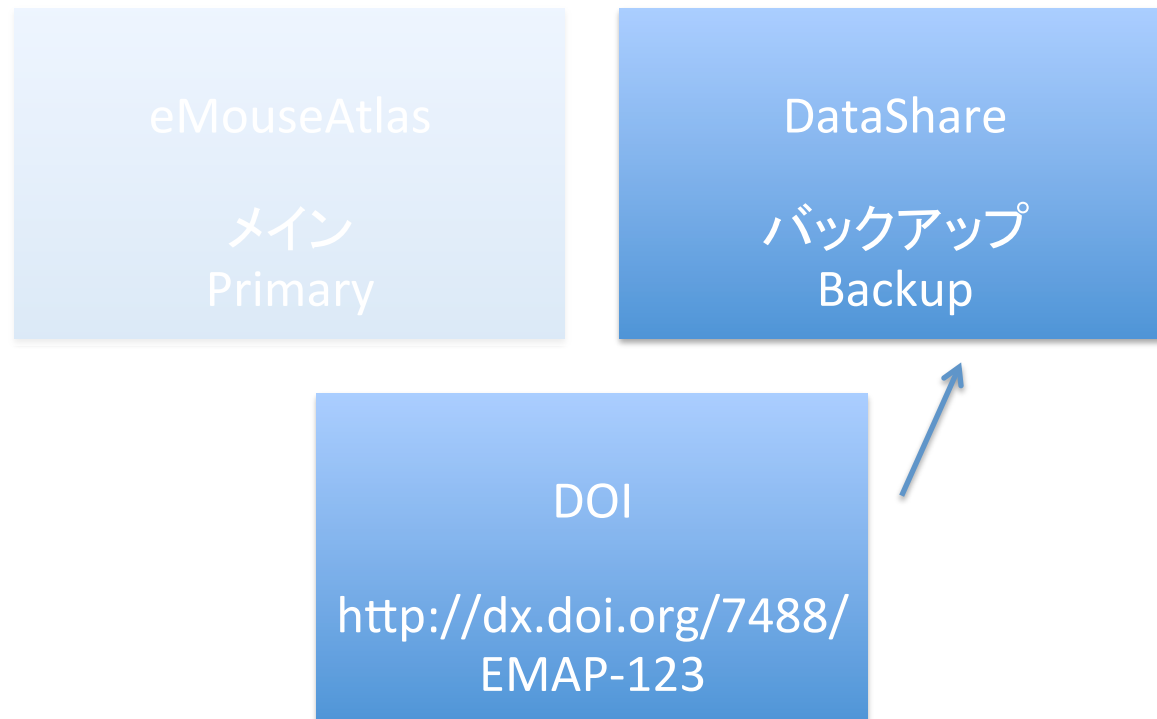 eMouseAtlas
メイン
Primary
DataShare
バックアップ
Backup
DOI
http://dx.doi.org/7488/
EMAP-123